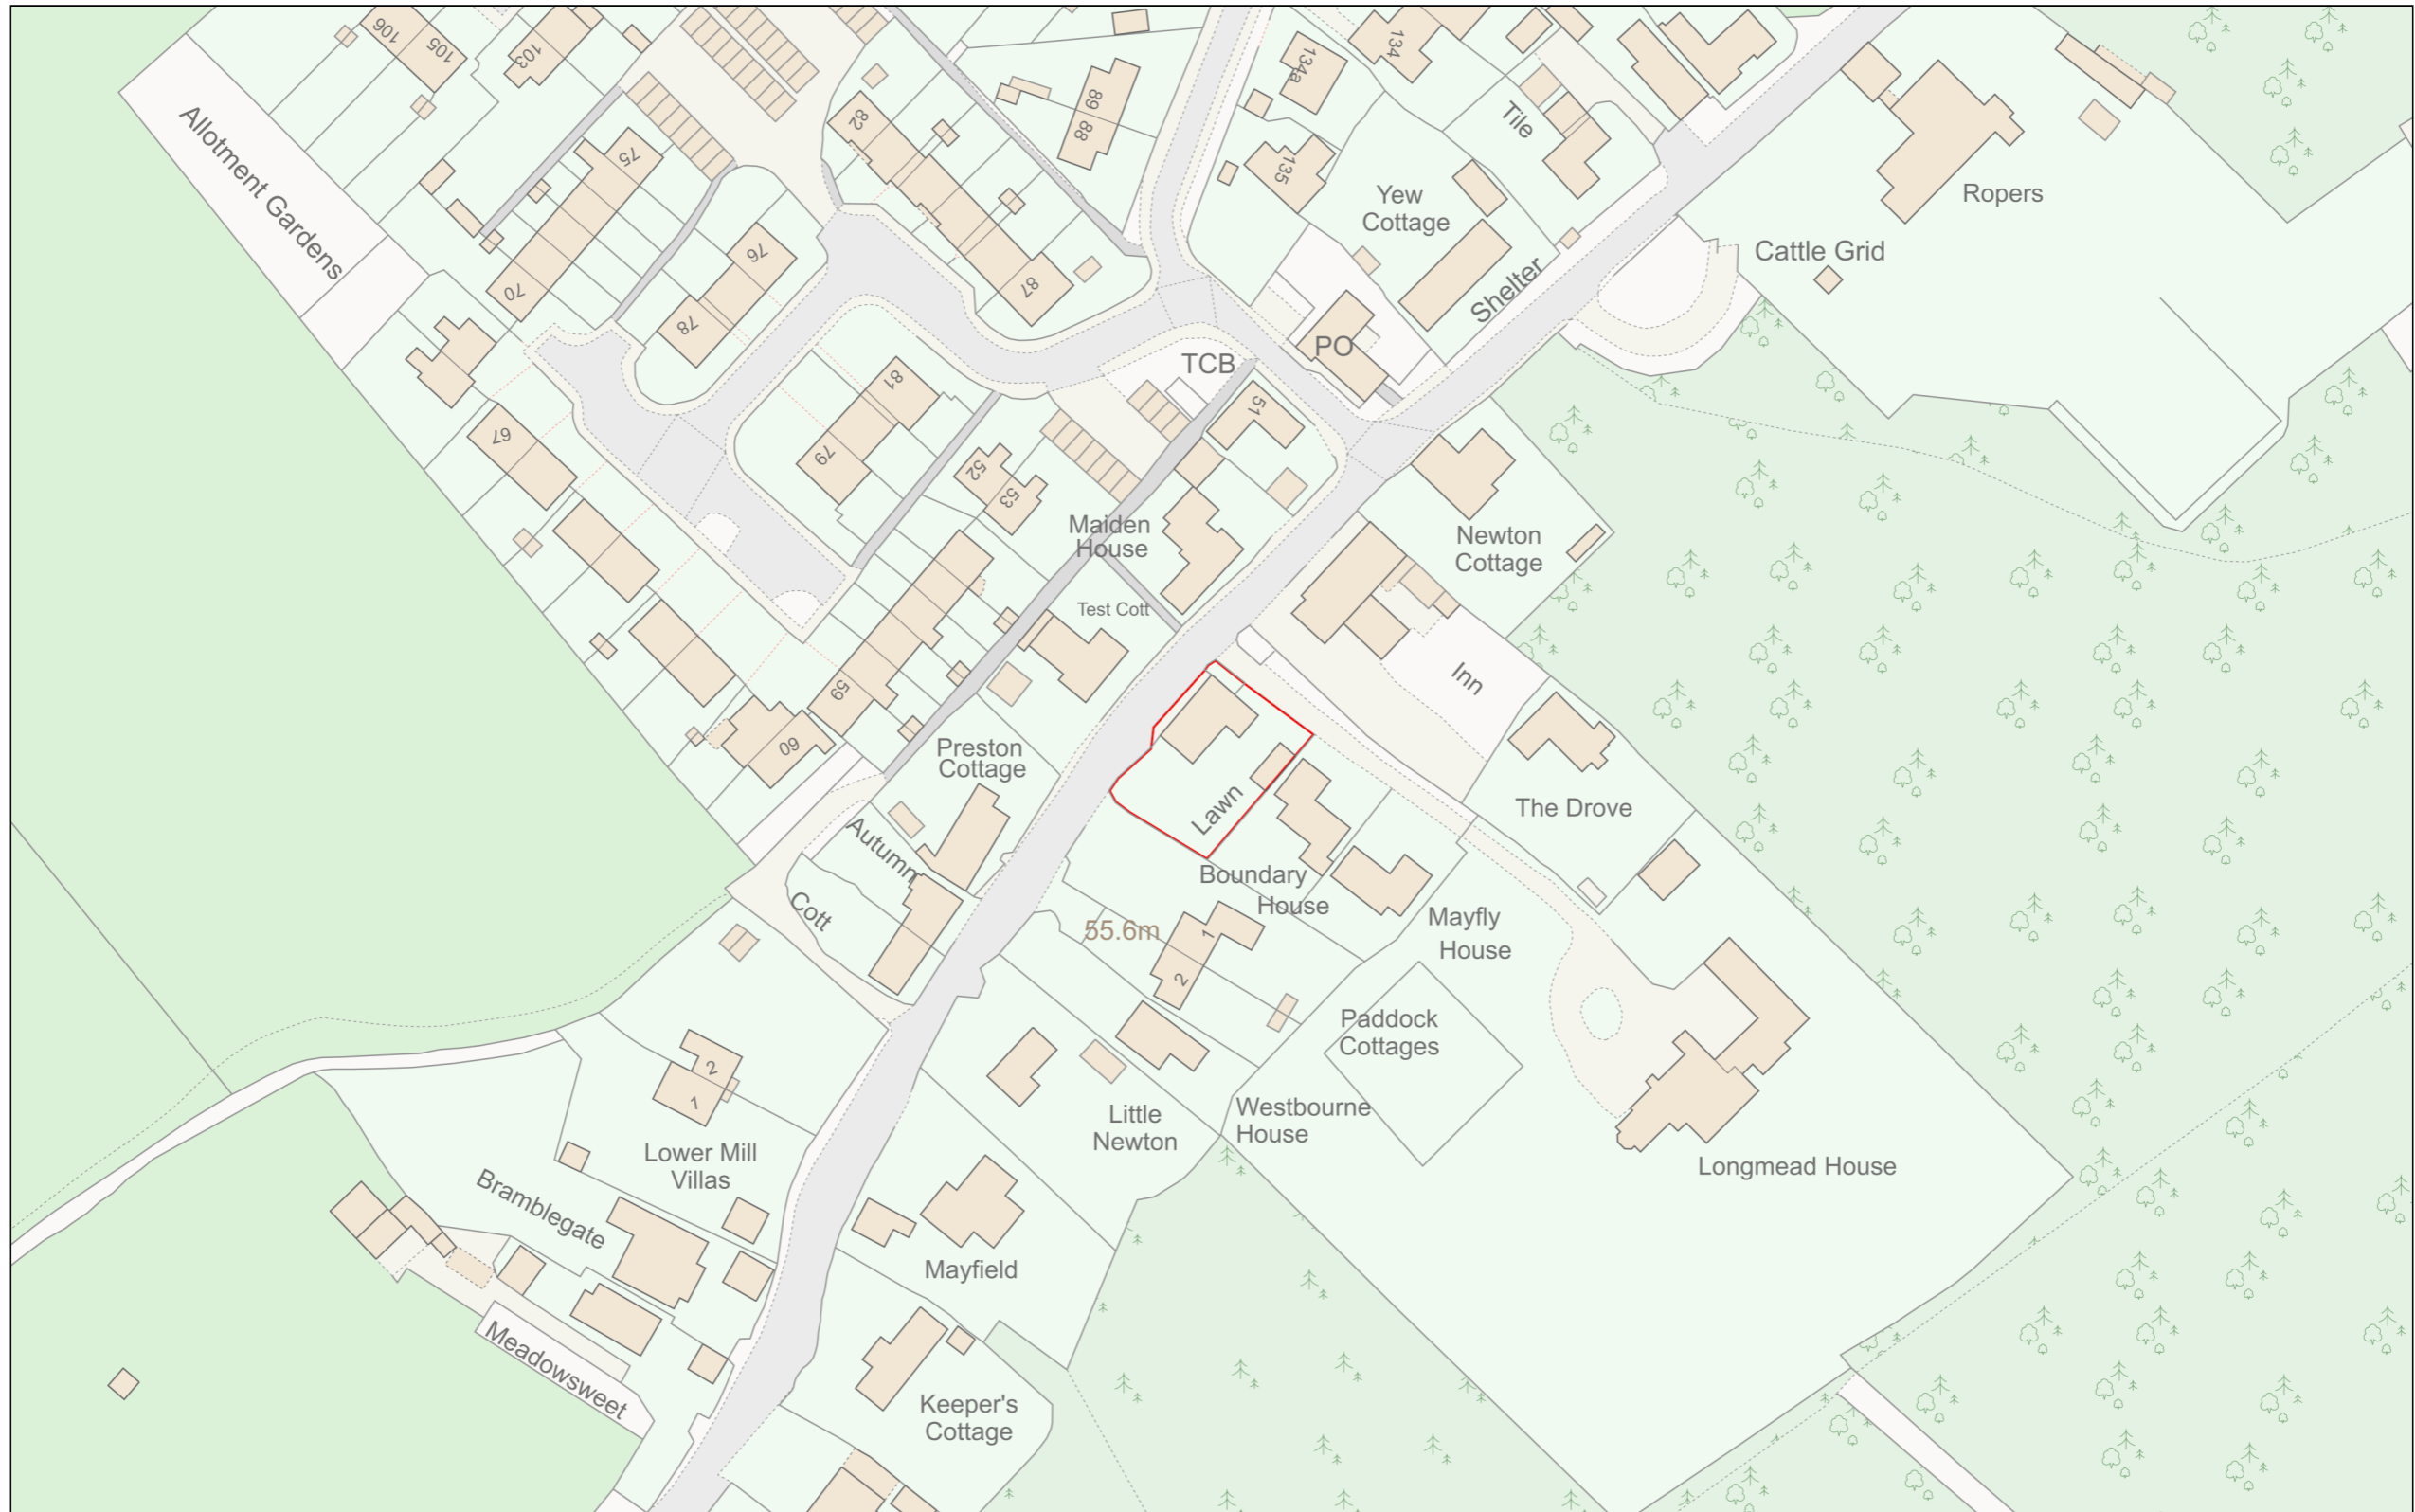 106
105
103
134
134a
89
88
82
Tile
75
135
Allotment Gardens
Yew
Cottage
Ropers
76
Cattle Grid
70
87
Shelter
78
PO
TCB
81
51
67
79
52
53
Maiden
House
Newton
Cottage
Test Cott
Inn
59
60
Preston
Cottage
Lawn
The Drove
Autumn
Cott
Boundary
House
55.6m
1
2
Mayfly
House
Paddock
Cottages
2
1
Little
Newton
Westbourne
House
Lower Mill
Villas
Longmead House
Bramblegate
Mayfield
Meadowsweet
Keeper's
Cottage